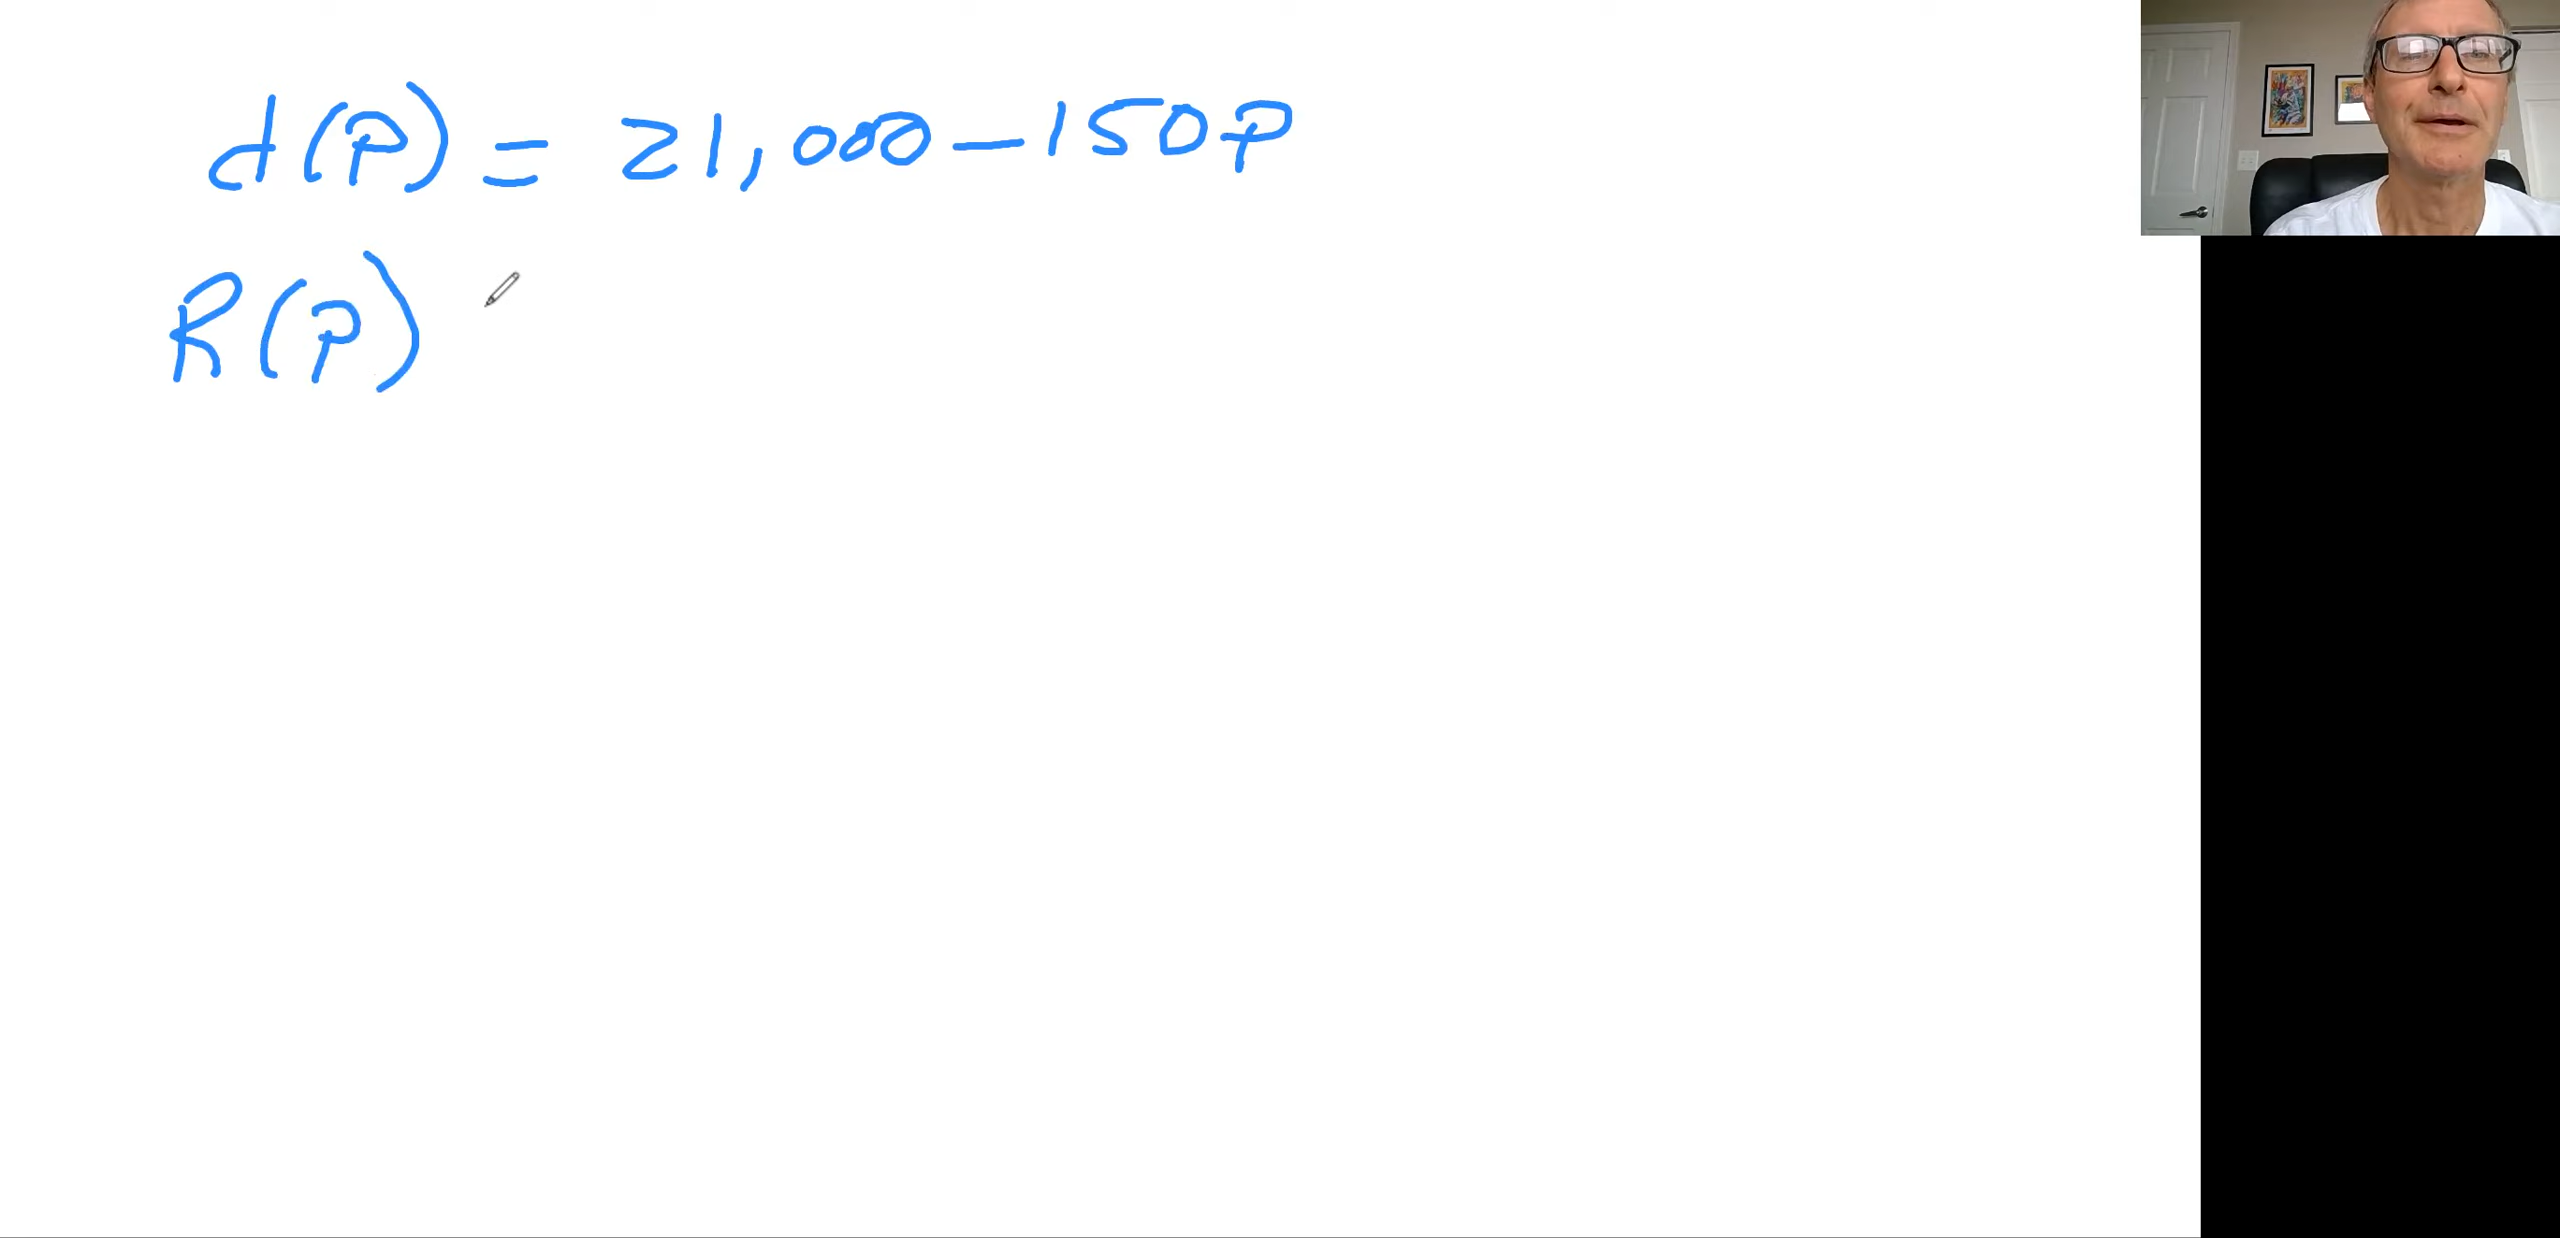 d(p) = 21,000 - 150p
R(p)